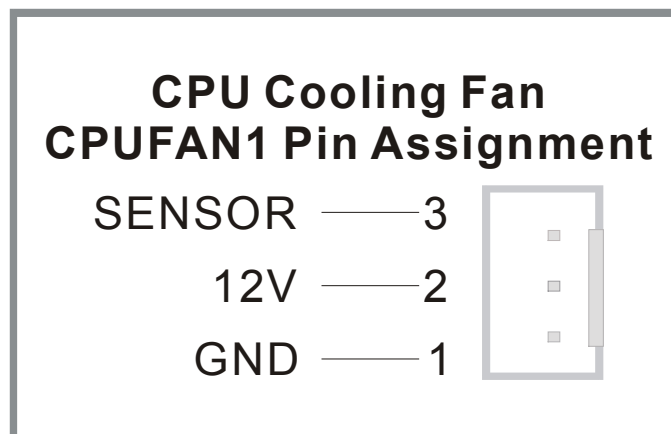 CPU Cooling Fan
CPUFAN1 Pin Assignment
SENSOR 3
12V 2
GND 1